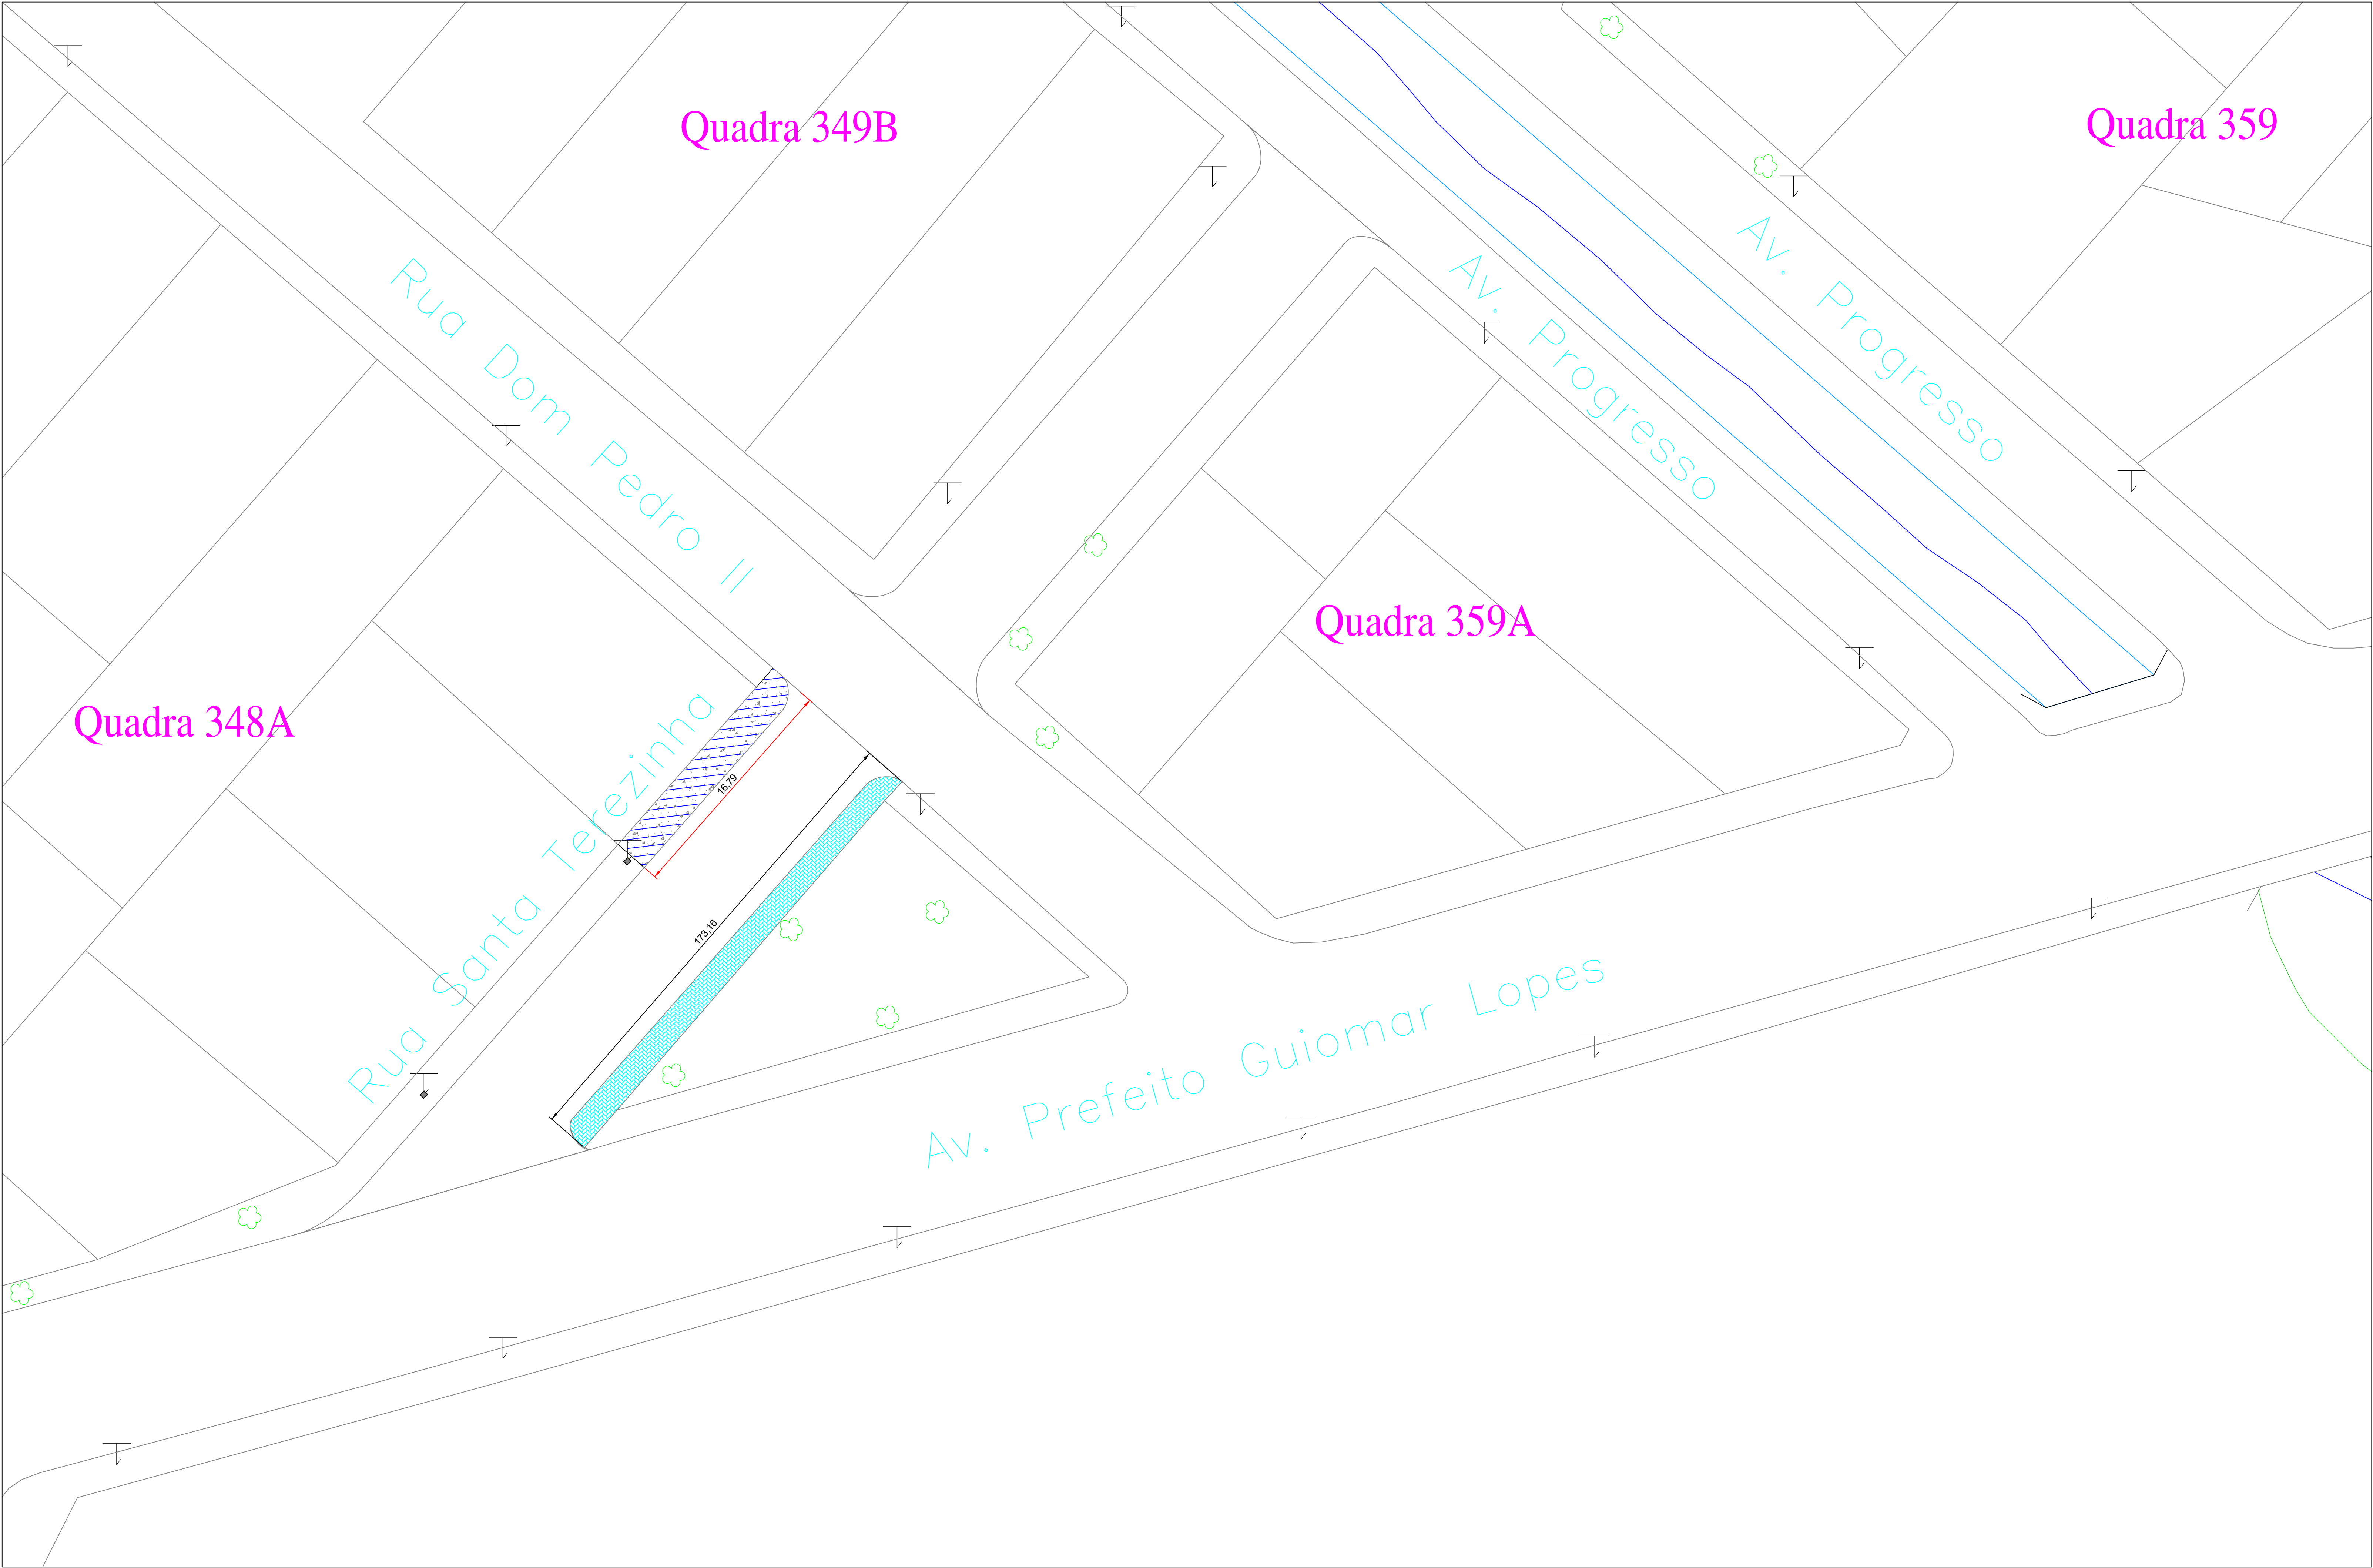 Quadra 349B
Quadra 359
Av. Progresso
Av. Progresso
Rua Dom Pedro II
Quadra 359A
Quadra 348A
Rua Santa Terezinha
16,79
173,16
Av. Prefeito Guiomar Lopes